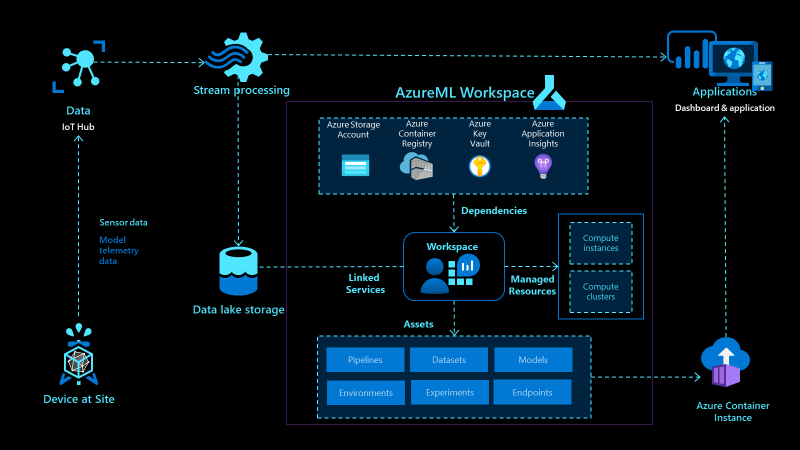 Data
IoT Hub
Stream processing
Applications
Dashboard & application
AzureML Workspace
Azure Storage
Account
Azure
Container
Registry
Azure
Key
Vault
Azure
Application
Insights
Dependencies
Sensor data
Model
telemetry
data
Data lake storage
Linked
Services
Workspace
Managed
Resources
Compute
instances
Compute
clusters
Assets
Pipelines
Datasets
Models
Environments
Experiments
Endpoints
Device at Site
Azure Container
Instance